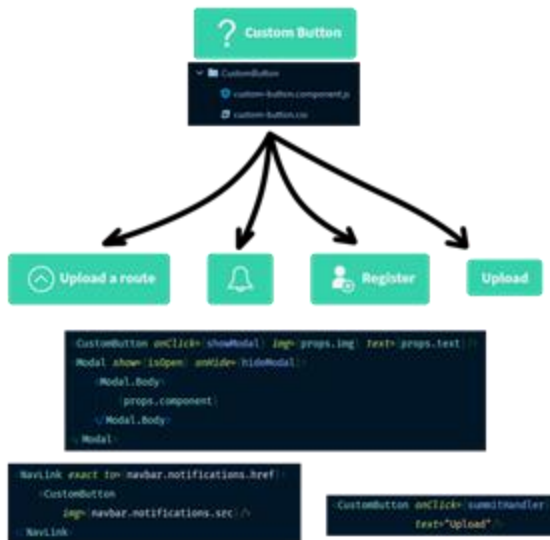 ? Custom Button
CustomButton
custom-button.component.js
custom-button.css
Upload a route
Register
Upload
CustomButton onClick={showModal} img={props.img} text={props.text}/>
Modal show={isOpen} onHide={hideModal}>
<Modal.Body>
{props.component}
</Modal.Body>
</Modal>
NavLink exact to={navbar.notifications.href}>
<CustomButton
img={navbar.notifications.src}/>
</NavLink>
<CustomButton onClick={summitHandler}
text="Upload"/>